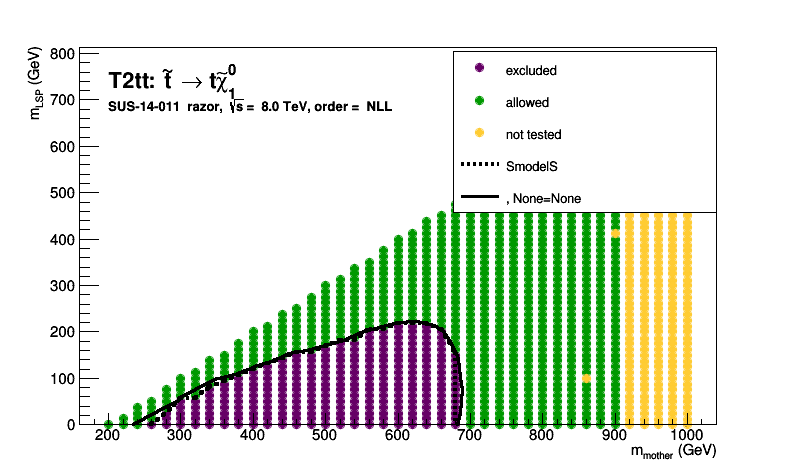 T2tt: t̃ → tχ̃⁰₁
SUS-14-011 razor, √s = 8.0 TeV, order = NLL
excluded
allowed
not tested
SmodelS
, None=None
m_LSP (GeV)
800
700
600
500
400
300
200
100
0
200 300 400 500 600 700 800 900 1000
m_mother (GeV)